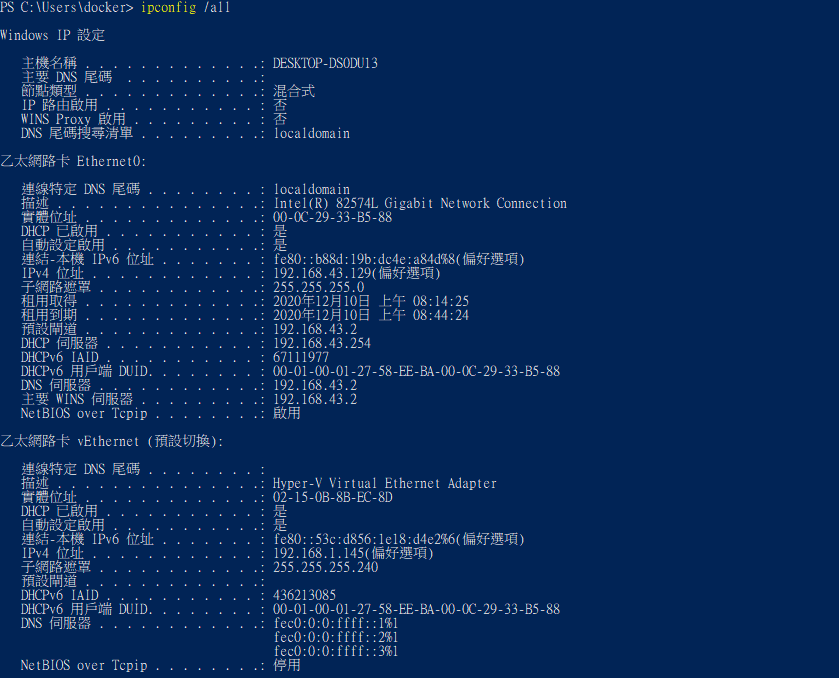 PS C:\Users\docker> ipconfig /all
Windows IP 設定
主機名稱 . . . . . . . . . . . . .: DESKTOP-DS0DU13
主要 DNS 尾碼 . . . . . . . . . .:
節點類型 . . . . . . . . . . . . .: 混合式
IP 路由啟用 . . . . . . . . . . .: 否
WINS Proxy 啟用 . . . . . . . . .: 否
DNS 尾碼搜尋清單 . . . . . . . . .: localdomain
乙太網路卡 Ethernet0:
連線特定 DNS 尾碼 . . . . . . . . .: localdomain
描述 . . . . . . . . . . . . . . .: Intel(R) 82574L Gigabit Network Connection
實體位址 . . . . . . . . . . . . .: 00-0C-29-33-B5-88
DHCP 已啟用 . . . . . . . . . . .: 是
自動設定啟用 . . . . . . . . . . .: 是
連結-本機 IPv6 位址 . . . . . . . .: fe80::b88d:19b:dc4e:a84d%8(偏好選項)
IPv4 位址 . . . . . . . . . . . .: 192.168.43.129(偏好選項)
子網路遮罩 . . . . . . . . . . . .: 255.255.255.0
租用取得 . . . . . . . . . . . . .: 2020年12月10日 上午 08:14:25
租用到期 . . . . . . . . . . . . .: 2020年12月10日 上午 08:44:24
預設閘道 . . . . . . . . . . . . .: 192.168.43.2
DHCP 伺服器 . . . . . . . . . . .: 192.168.43.254
DHCPv6 IAID . . . . . . . . . . .: 67111977
DHCPv6 用戶端 DUID. . . . . . . . .: 00-01-00-01-27-58-EE-BA-00-0C-29-33-B5-88
DNS 伺服器 . . . . . . . . . . . .: 192.168.43.2
主要 WINS 伺服器 . . . . . . . . .: 192.168.43.2
NetBIOS over Tcpip . . . . . . . .: 啟用
乙太網路卡 vEthernet (預設切換):
連線特定 DNS 尾碼 . . . . . . . . .:
描述 . . . . . . . . . . . . . . .: Hyper-V Virtual Ethernet Adapter
實體位址 . . . . . . . . . . . . .: 02-15-0B-8B-EC-8D
DHCP 已啟用 . . . . . . . . . . .: 是
自動設定啟用 . . . . . . . . . . .: 是
連結-本機 IPv6 位址 . . . . . . . .: fe80::53c:d856:1e18:d4e2%6(偏好選項)
IPv4 位址 . . . . . . . . . . . .: 192.168.1.145(偏好選項)
子網路遮罩 . . . . . . . . . . . .: 255.255.255.240
預設閘道 . . . . . . . . . . . . .:
DHCPv6 IAID . . . . . . . . . . .: 436213085
DHCPv6 用戶端 DUID. . . . . . . . .: 00-01-00-01-27-58-EE-BA-00-0C-29-33-B5-88
DNS 伺服器 . . . . . . . . . . . .: fec0:0:0:ffff::1%1
fec0:0:0:ffff::2%1
fec0:0:0:ffff::3%1
NetBIOS over Tcpip . . . . . . . .: 停用